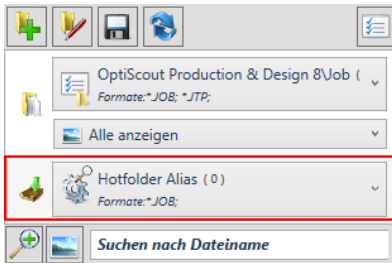 OptiScout Production & Design 8\Job (
Formate:*.JOB; *.JTP;
Alle anzeigen
Hotfolder Alias ( 0 )
Formate:*.JOB;
Suchen nach Dateiname